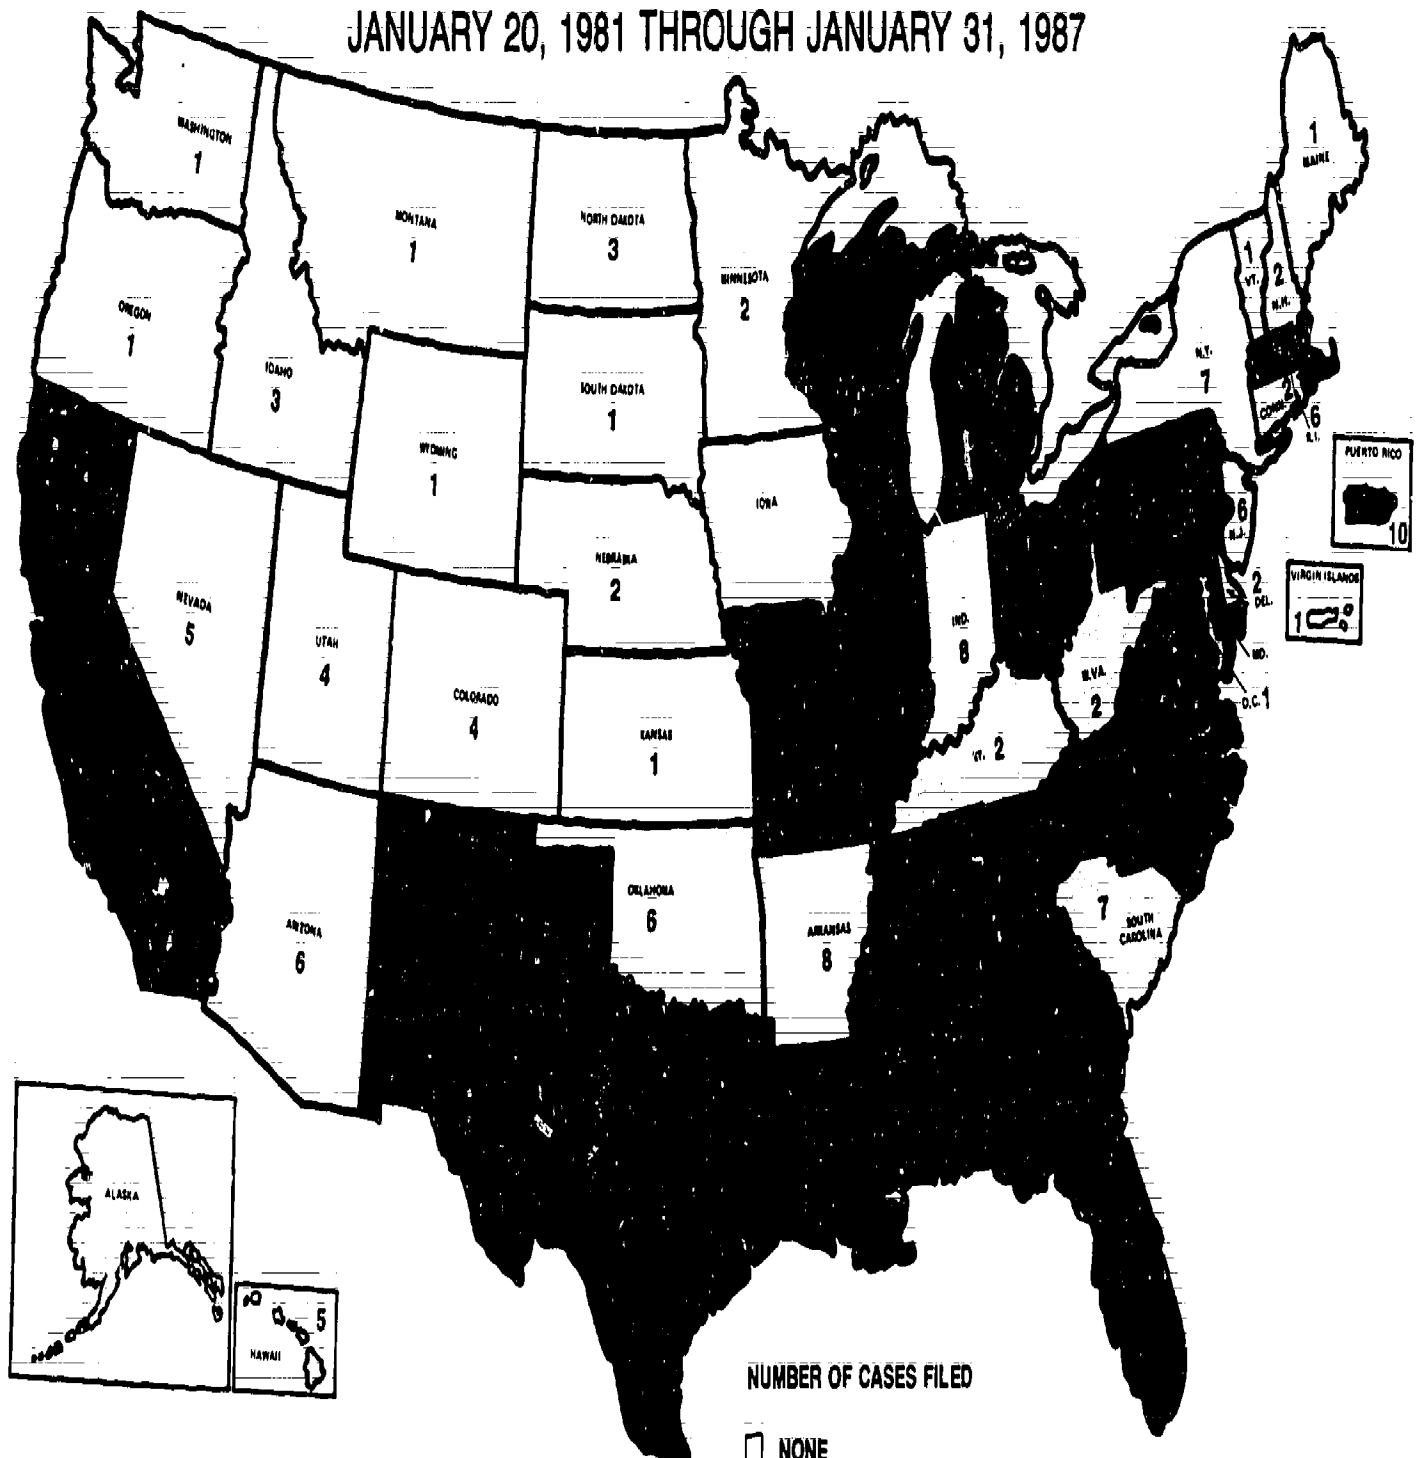 JANUARY 20, 1981 THROUGH JANUARY 31, 1987
WASHINGTON
1
MONTANA
1
NORTH DAKOTA
3
MINNESOTA
2
1
MAINE
1
VT.
2
N.H.
OREGON
1
IDAHO
3
SOUTH DAKOTA
1
N.Y.
7
CONN.
2
6
R.I.
WYOMING
1
IOWA
PUERTO RICO
10
6
N.J.
NEBRASKA
2
NEVADA
5
UTAH
4
IND.
8
2
DEL.
VIRGIN ISLANDS
1
MD.
D.C. 1
COLORADO
4
KANSAS
1
W.VA.
2
KY. 2
OKLAHOMA
6
ARIZONA
6
ARKANSAS
8
7
SOUTH
CAROLINA
ALASKA
5
HAWAII
NUMBER OF CASES FILED
NONE